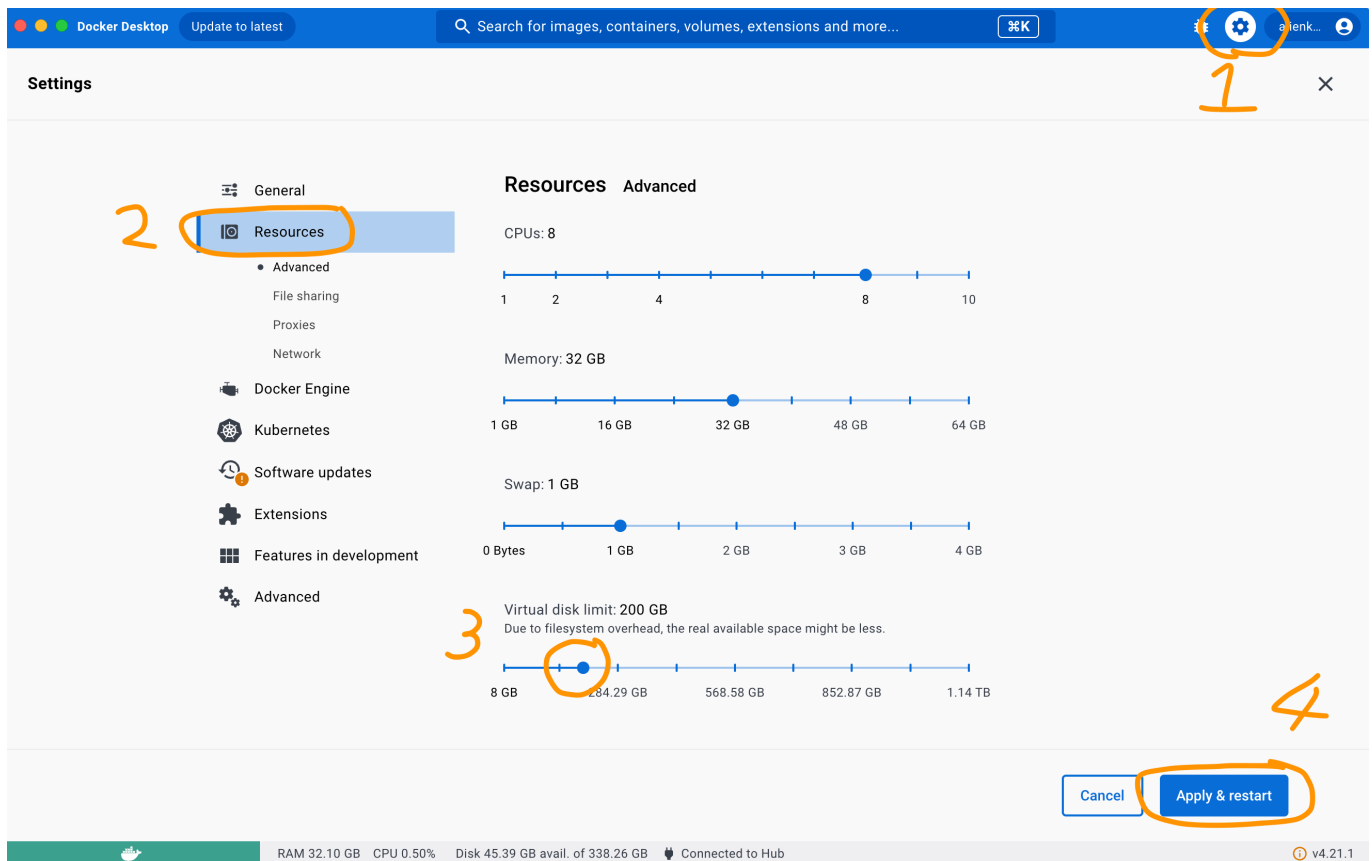 Docker Desktop Update to latest Search for images, containers, volumes, extensions and more... ⌘K
1
Settings
2
General
Resources
Advanced
File sharing
Proxies
Network
Docker Engine
Kubernetes
Software updates
Extensions
Features in development
Advanced
Resources Advanced
CPUs: 8
1 2 4 8 10
Memory: 32 GB
1 GB 16 GB 32 GB 48 GB 64 GB
Swap: 1 GB
0 Bytes 1 GB 2 GB 3 GB 4 GB
3
Virtual disk limit: 200 GB
Due to filesystem overhead, the real available space might be less.
8 GB 284.29 GB 568.58 GB 852.87 GB 1.14 TB
4
Cancel Apply & restart
RAM 32.10 GB CPU 0.50% Disk 45.39 GB avail. of 338.26 GB Connected to Hub v4.21.1